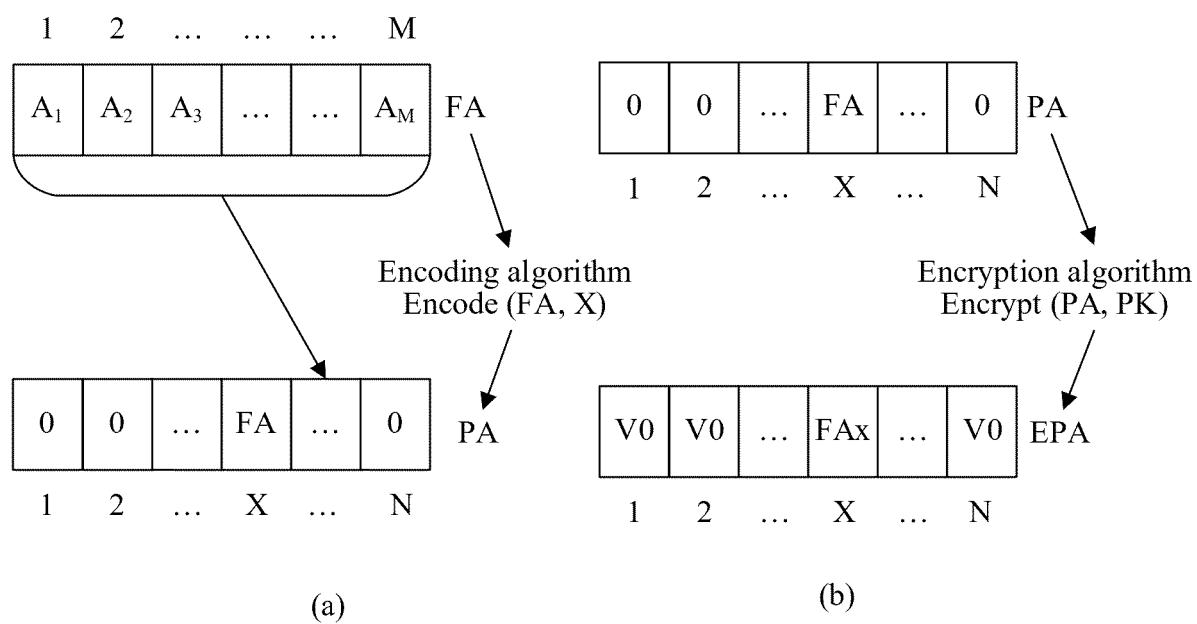 1 2 … … … M
A₁ A₂ A₃ … … A_M FA
Encoding algorithm
Encode (FA, X)
0 0 … FA … 0 PA
1 2 … X … N
(a)
0 0 … FA … 0 PA
1 2 … X … N
Encryption algorithm
Encrypt (PA, PK)
V0 V0 … FAx … V0 EPA
1 2 … X … N
(b)